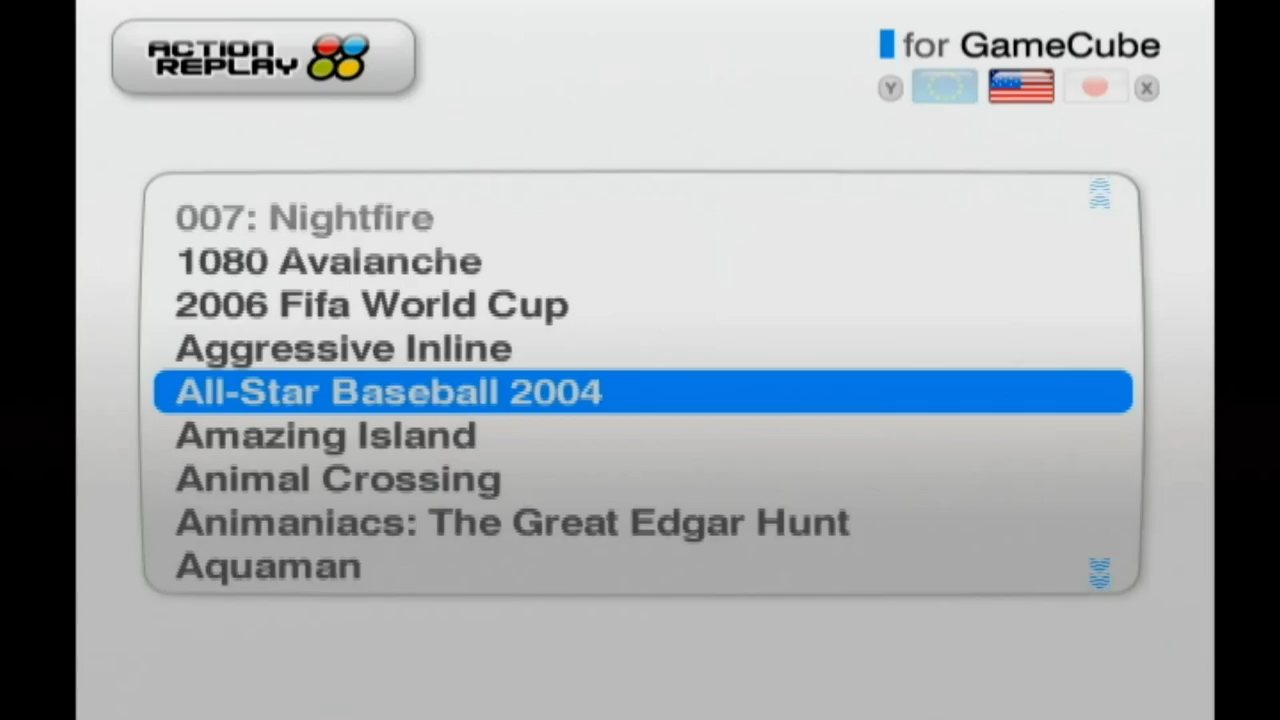 ACTION
REPLAY
for GameCube
Y
X
007: Nightfire
1080 Avalanche
2006 Fifa World Cup
Aggressive Inline
All-Star Baseball 2004
Amazing Island
Animal Crossing
Animaniacs: The Great Edgar Hunt
Aquaman